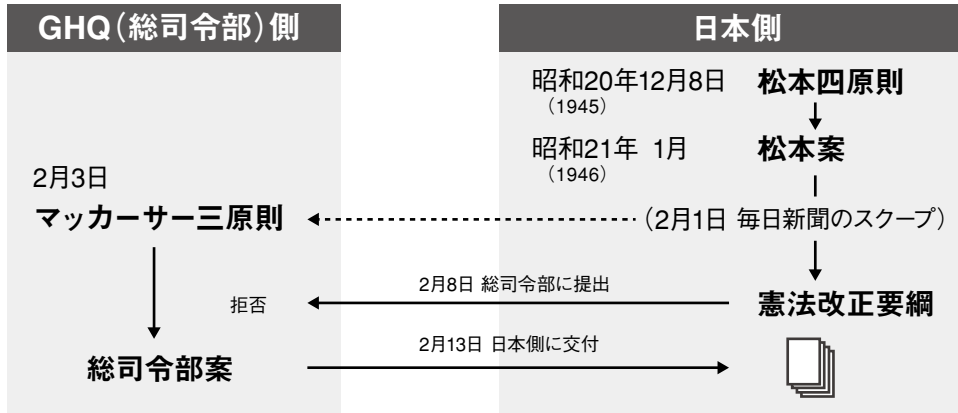 GHQ（総司令部）側
2月3日
マッカーサー三原則
拒否
総司令部案
日本側
昭和20年12月8日 松本四原則
（1945）
昭和21年 1月 松本案
（1946）
（2月1日 毎日新聞のスクープ）
2月8日 総司令部に提出
憲法改正要綱
2月13日 日本側に交付